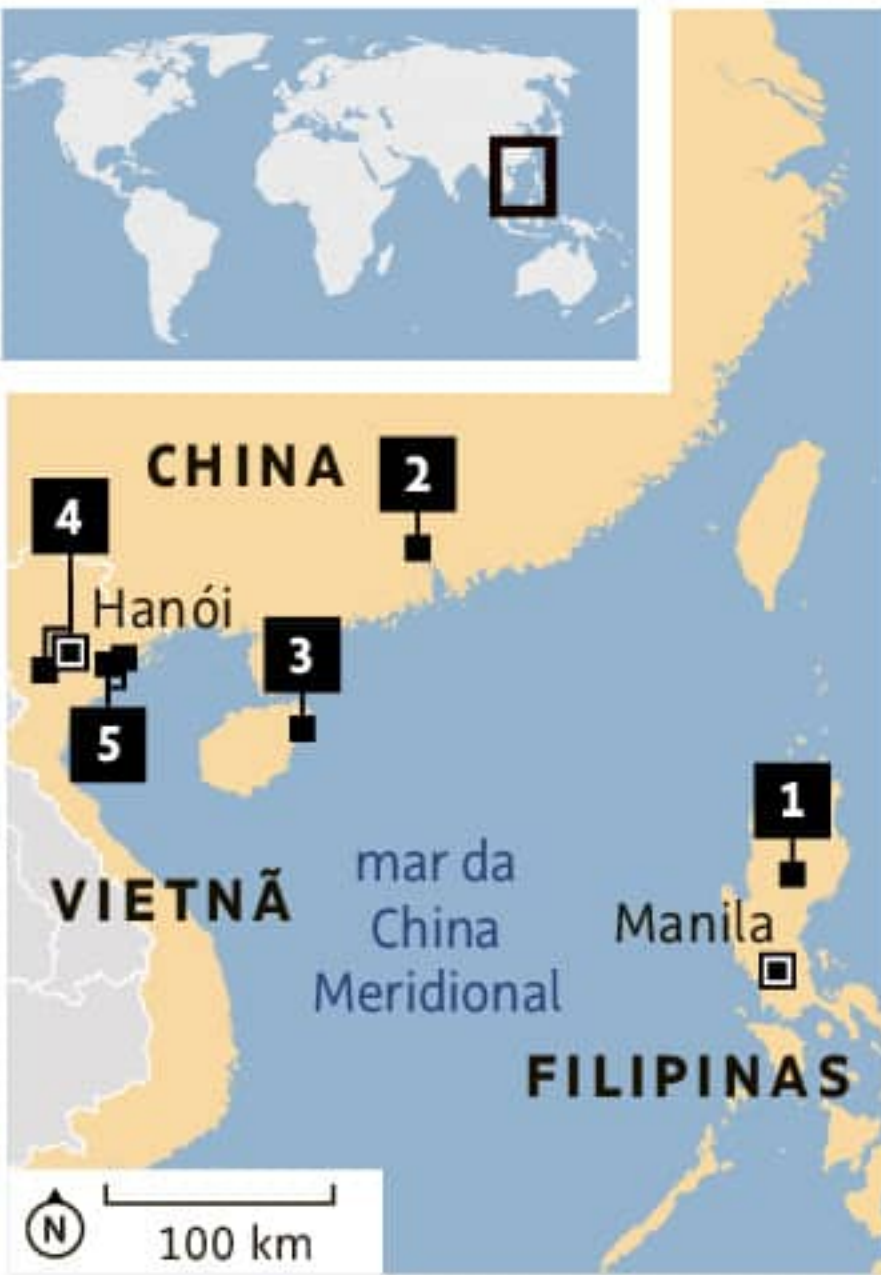 CHINA
2
4
Hanói
3
5
1
mar da
China
Meridional
VIETNÃ
Manila
FILIPINAS
N
100 km